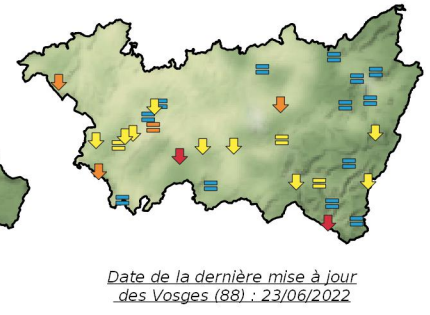 Date de la dernière mise à jour
des Vosges (88) : 23/06/2022